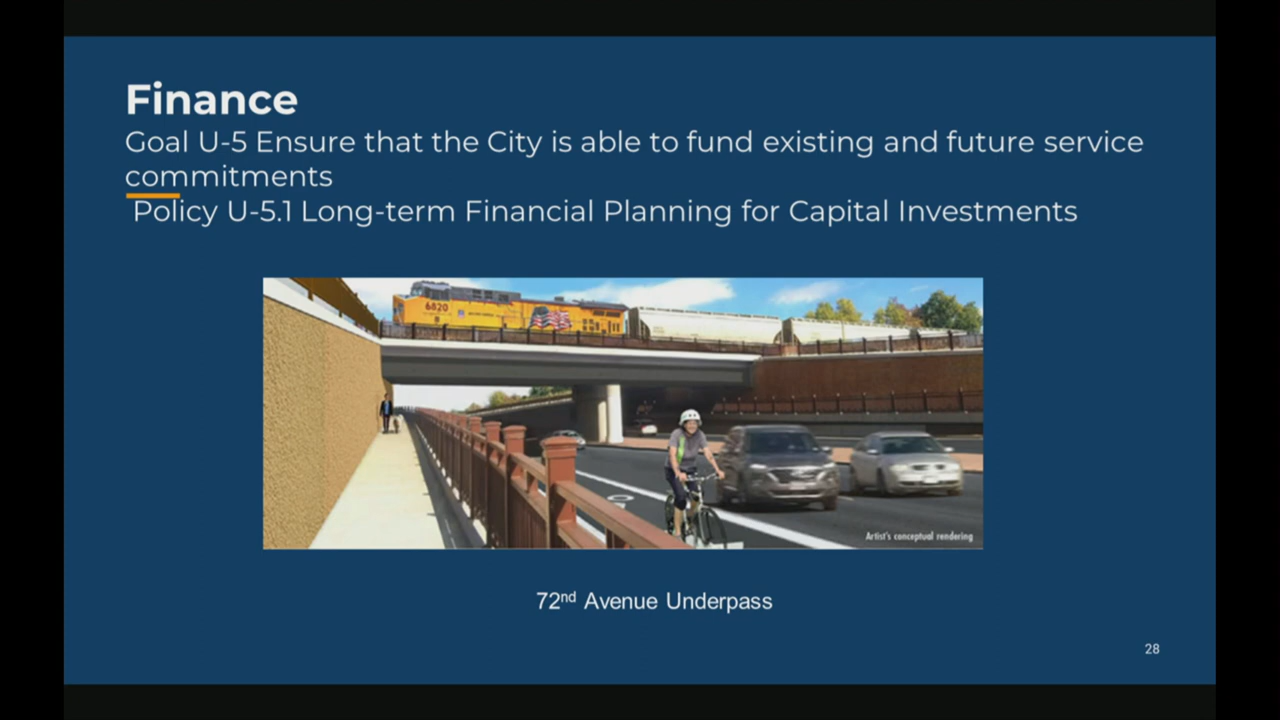 Finance
Goal U-5 Ensure that the City is able to fund existing and future service
commitments
Policy U-5.1 Long-term Financial Planning for Capital Investments
6820
Artist's conceptual rendering
72nd Avenue Underpass
28